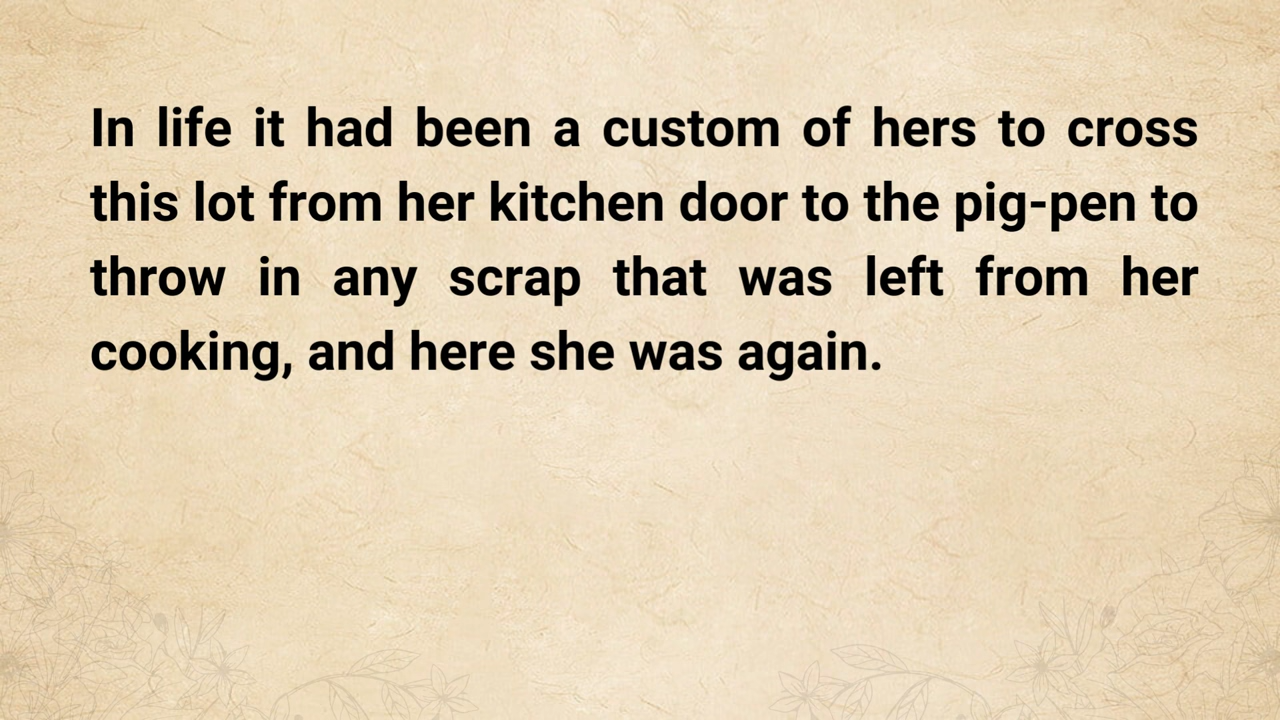 In life it had been a custom of hers to cross
this lot from her kitchen door to the pig-pen to
throw in any scrap that was left from her
cooking, and here she was again.